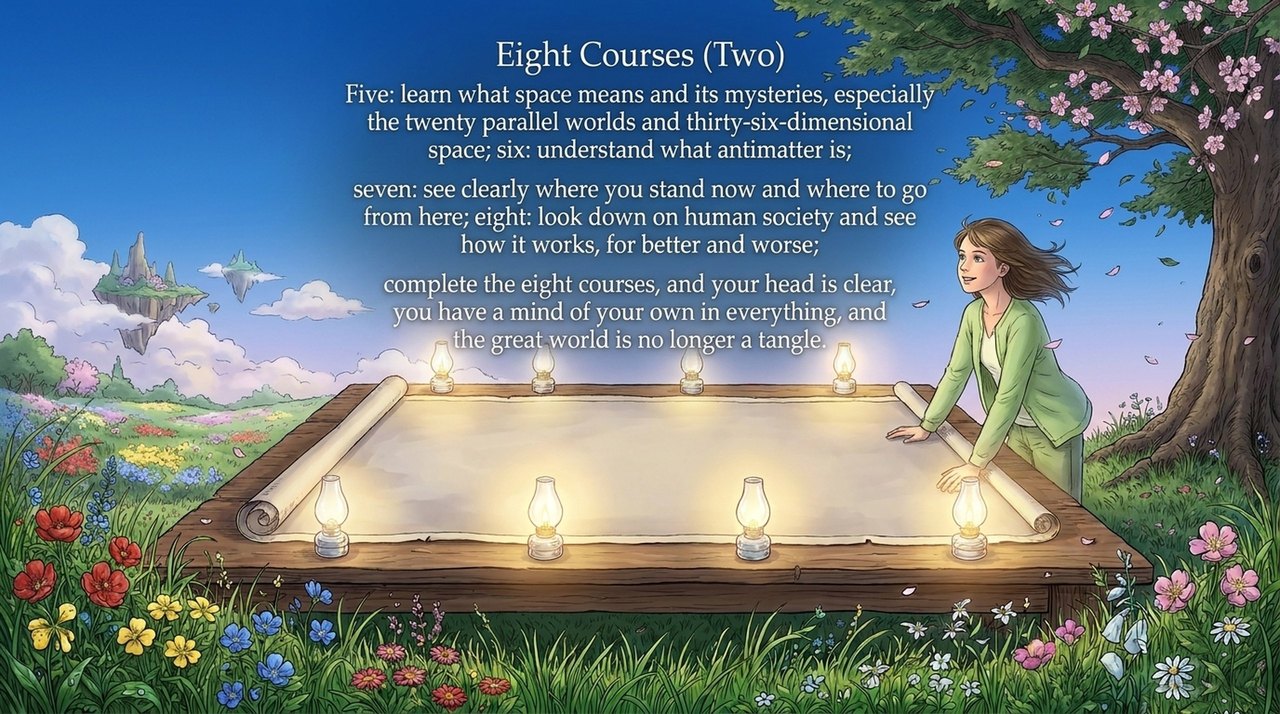 Eight Courses (Two)
Five: learn what space means and its mysteries, especially
the twenty parallel worlds and thirty-six-dimensional
space; six: understand what antimatter is;
seven: see clearly where you stand now and where to go
from here; eight: look down on human society and see
how it works, for better and worse;
complete the eight courses, and your head is clear,
you have a mind of your own in everything, and
the great world is no longer a tangle.